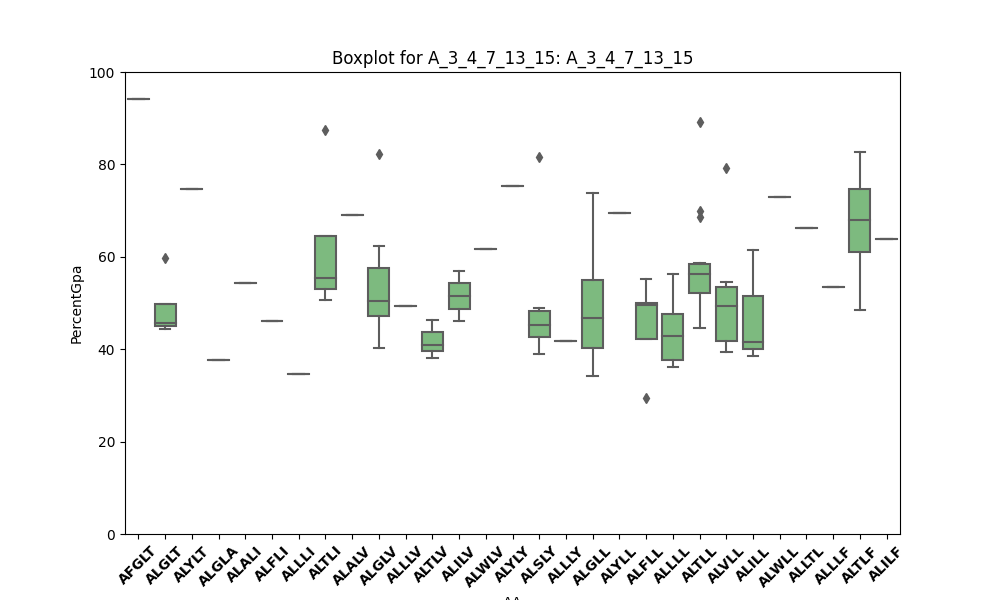 Boxplot for A_3_4_7_13_15: A_3_4_7_13_15
PercentGpa
100
80
60
40
20
0
AFGLT ALGLT ALYLT ALGLA ALALI ALFLI ALLLI ALTLI ALALV ALGLV ALLLV ALTLV ALILV ALWLV ALYLY ALSLY ALLLY ALGLL ALYLL ALFLL ALLLL ALTLL ALVLL ALILL ALWLL ALLTL ALLLF ALTLF ALILF